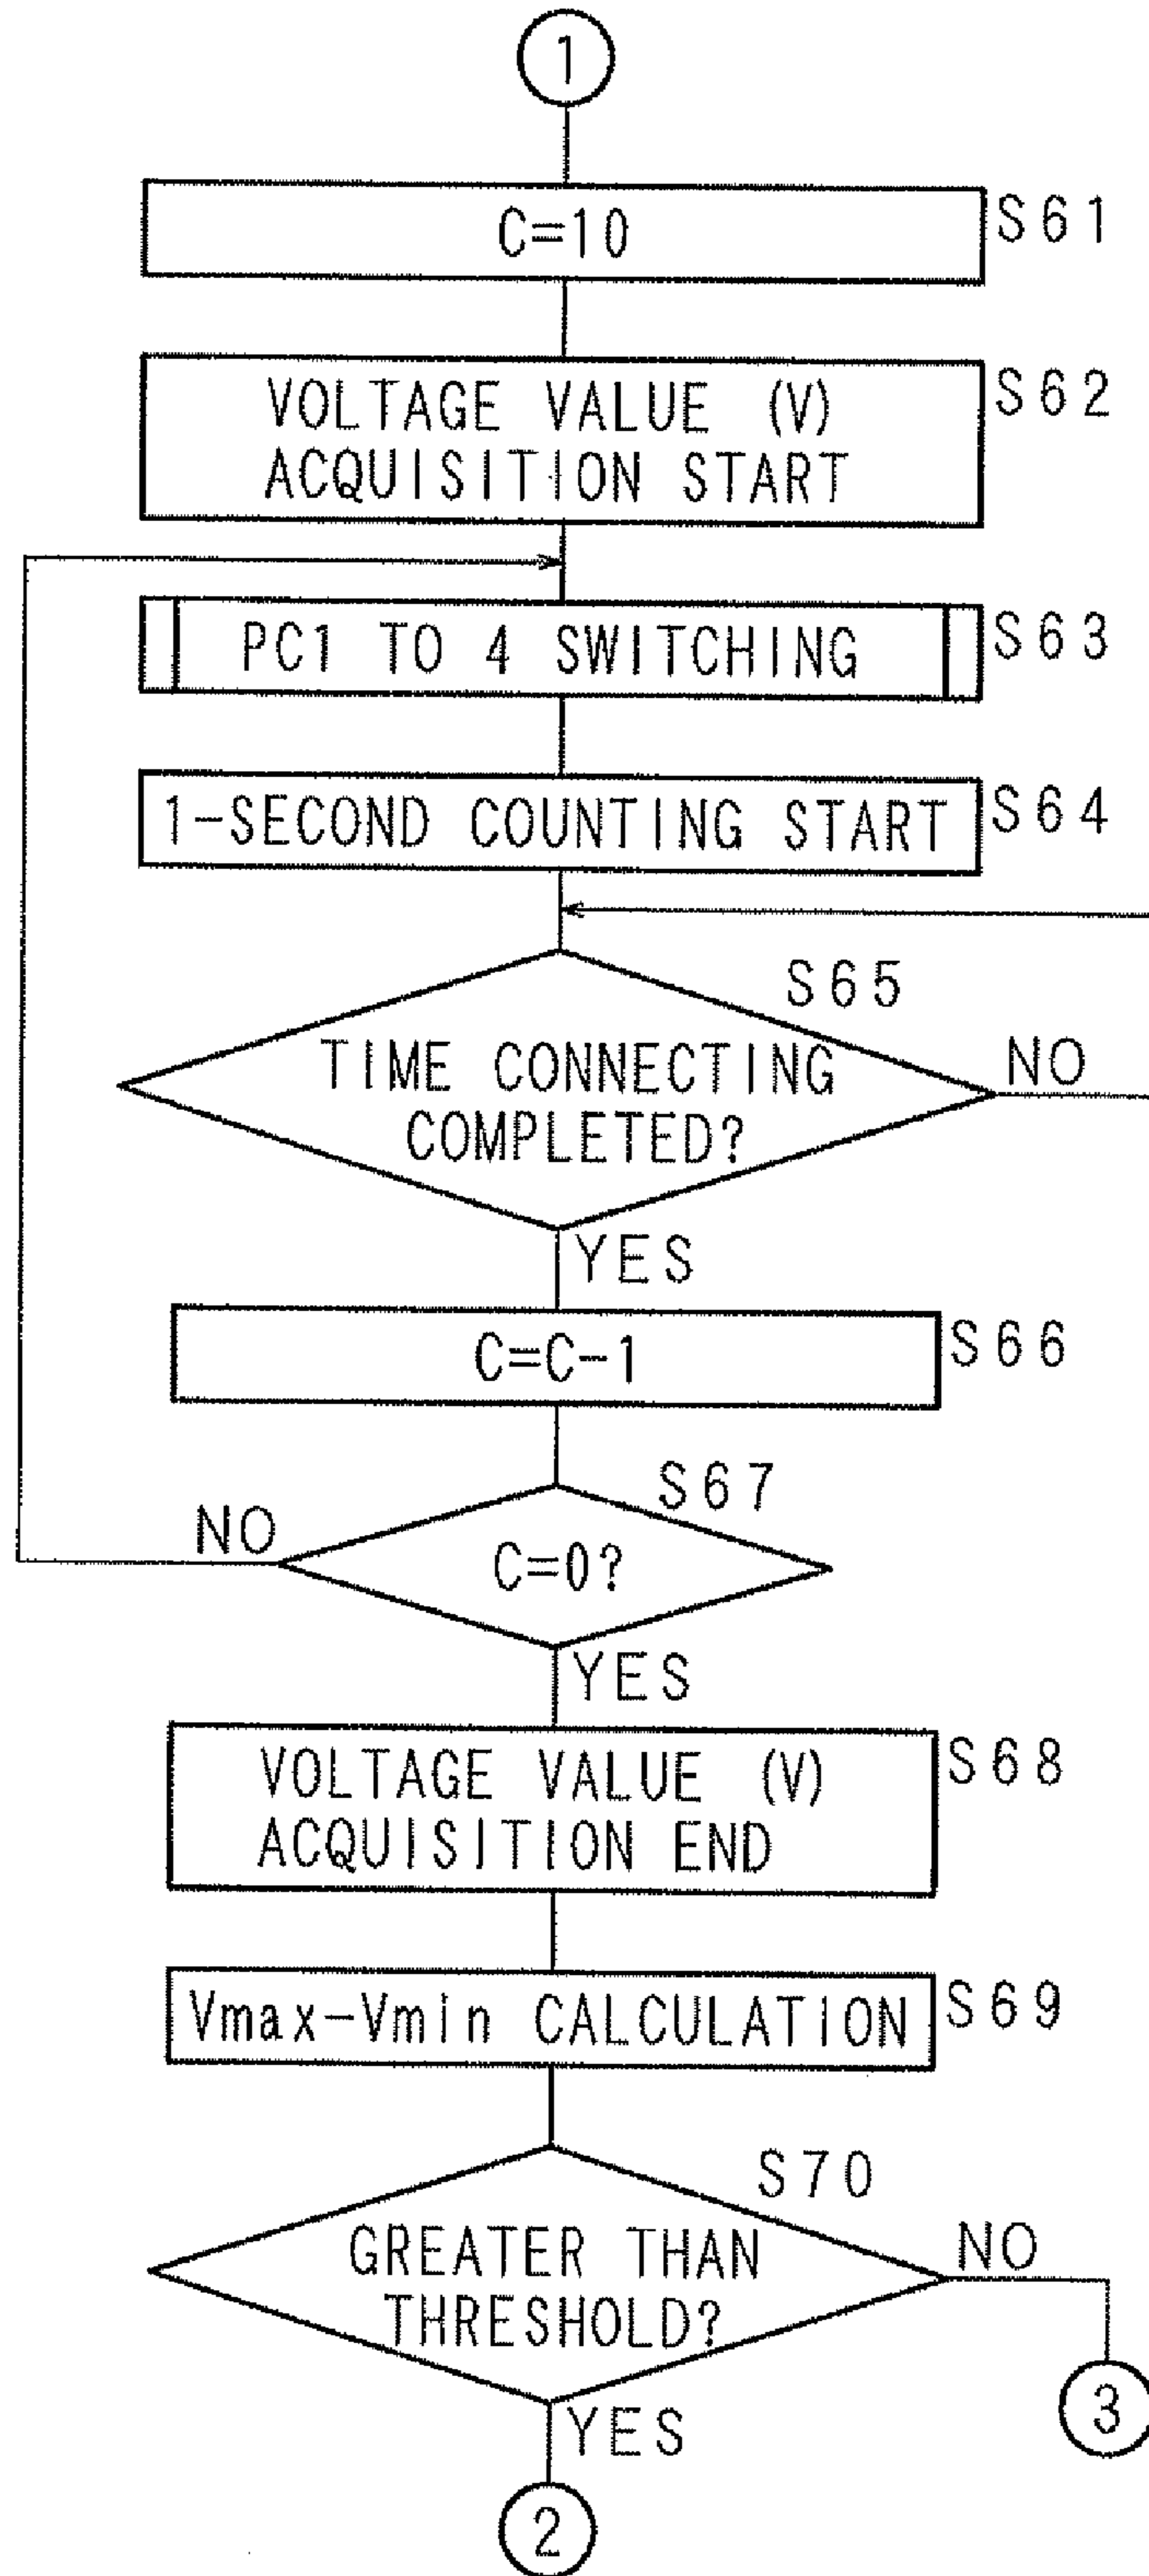 1
C=10
S61
VOLTAGE VALUE (V)
ACQUISITION START
S62
PC1 TO 4 SWITCHING
S63
1-SECOND COUNTING START
S64
S65
TIME CONNECTING
COMPLETED?
NO
YES
C=C-1
S66
S67
NO
C=0?
YES
VOLTAGE VALUE (V)
ACQUISITION END
S68
Vmax-Vmin CALCULATION
S69
S70
GREATER THAN
THRESHOLD?
NO
3
YES
2